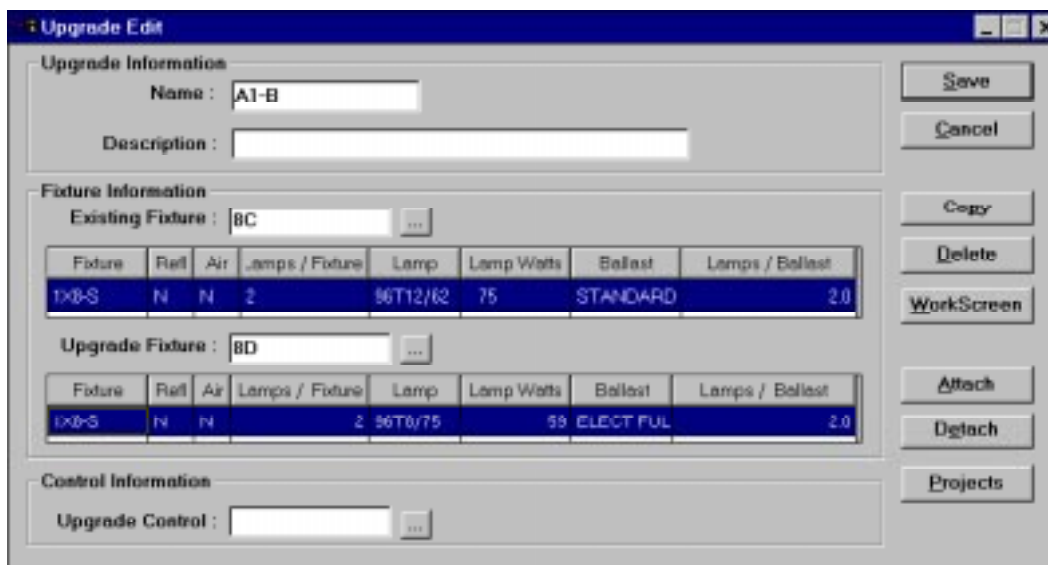 Upgrade Edit
Upgrade Information
Name : A1-B
Description :
Fixture Information
Existing Fixture : 8C ...
Fixture Refl Air Lamps / Fixture Lamp Lamp Watts Ballast Lamps / Ballast
1X8-S N N 2 96T12/62 75 STANDARD 2.0
Upgrade Fixture : 8D ...
Fixture Refl Air Lamps / Fixture Lamp Lamp Watts Ballast Lamps / Ballast
1X8-S N N 2 96T8/75 59 ELECT FUL 2.0
Control Information
Upgrade Control : ...
Save
Cancel
Copy
Delete
WorkScreen
Attach
Detach
Projects